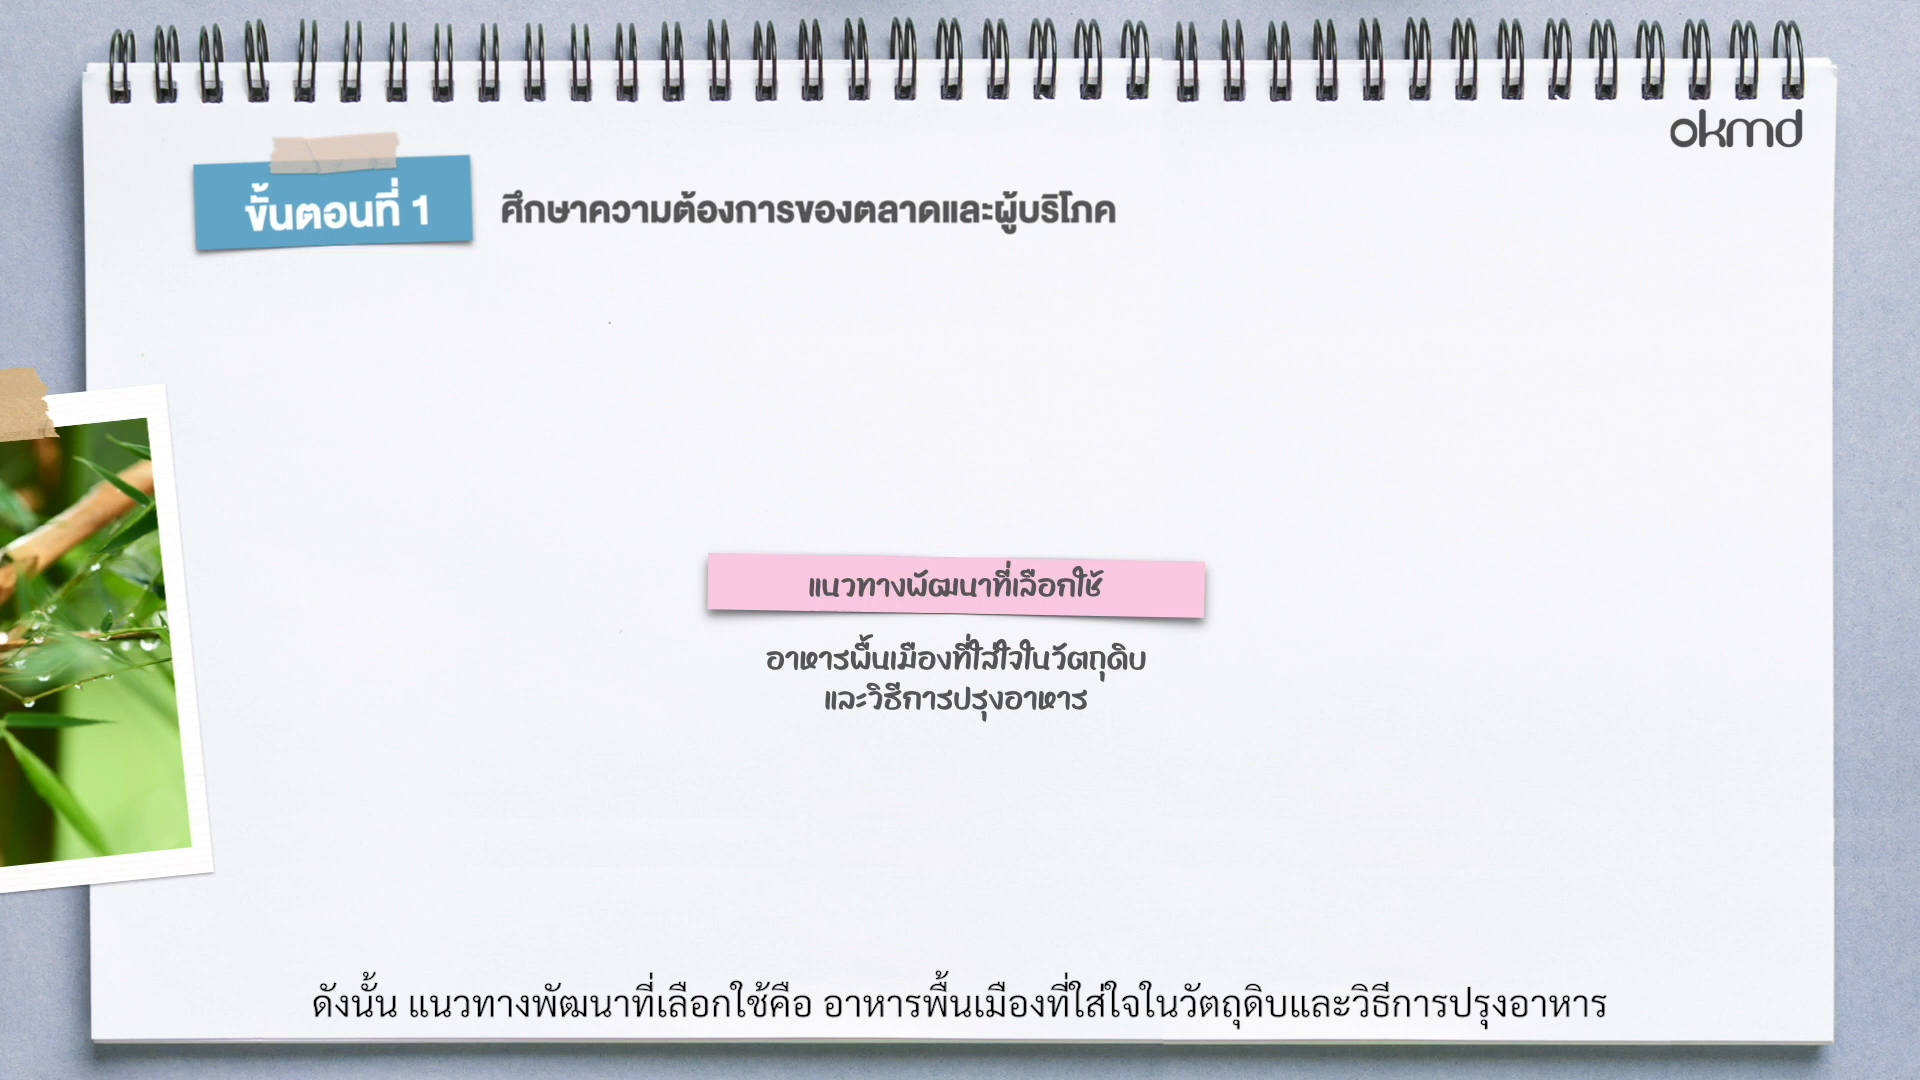 okmd
ขั้นตอนที่ 1 ศึกษาความต้องการของตลาดและผู้บริโภค
แนวทางพัฒนาที่เลือกใช้
อาหารพื้นเมืองที่ใส่ใจในวัตถุดิบ
และวิธีการปรุงอาหาร
ดังนั้น แนวทางพัฒนาที่เลือกใช้คือ อาหารพื้นเมืองที่ใส่ใจในวัตถุดิบและวิธีการปรุงอาหาร